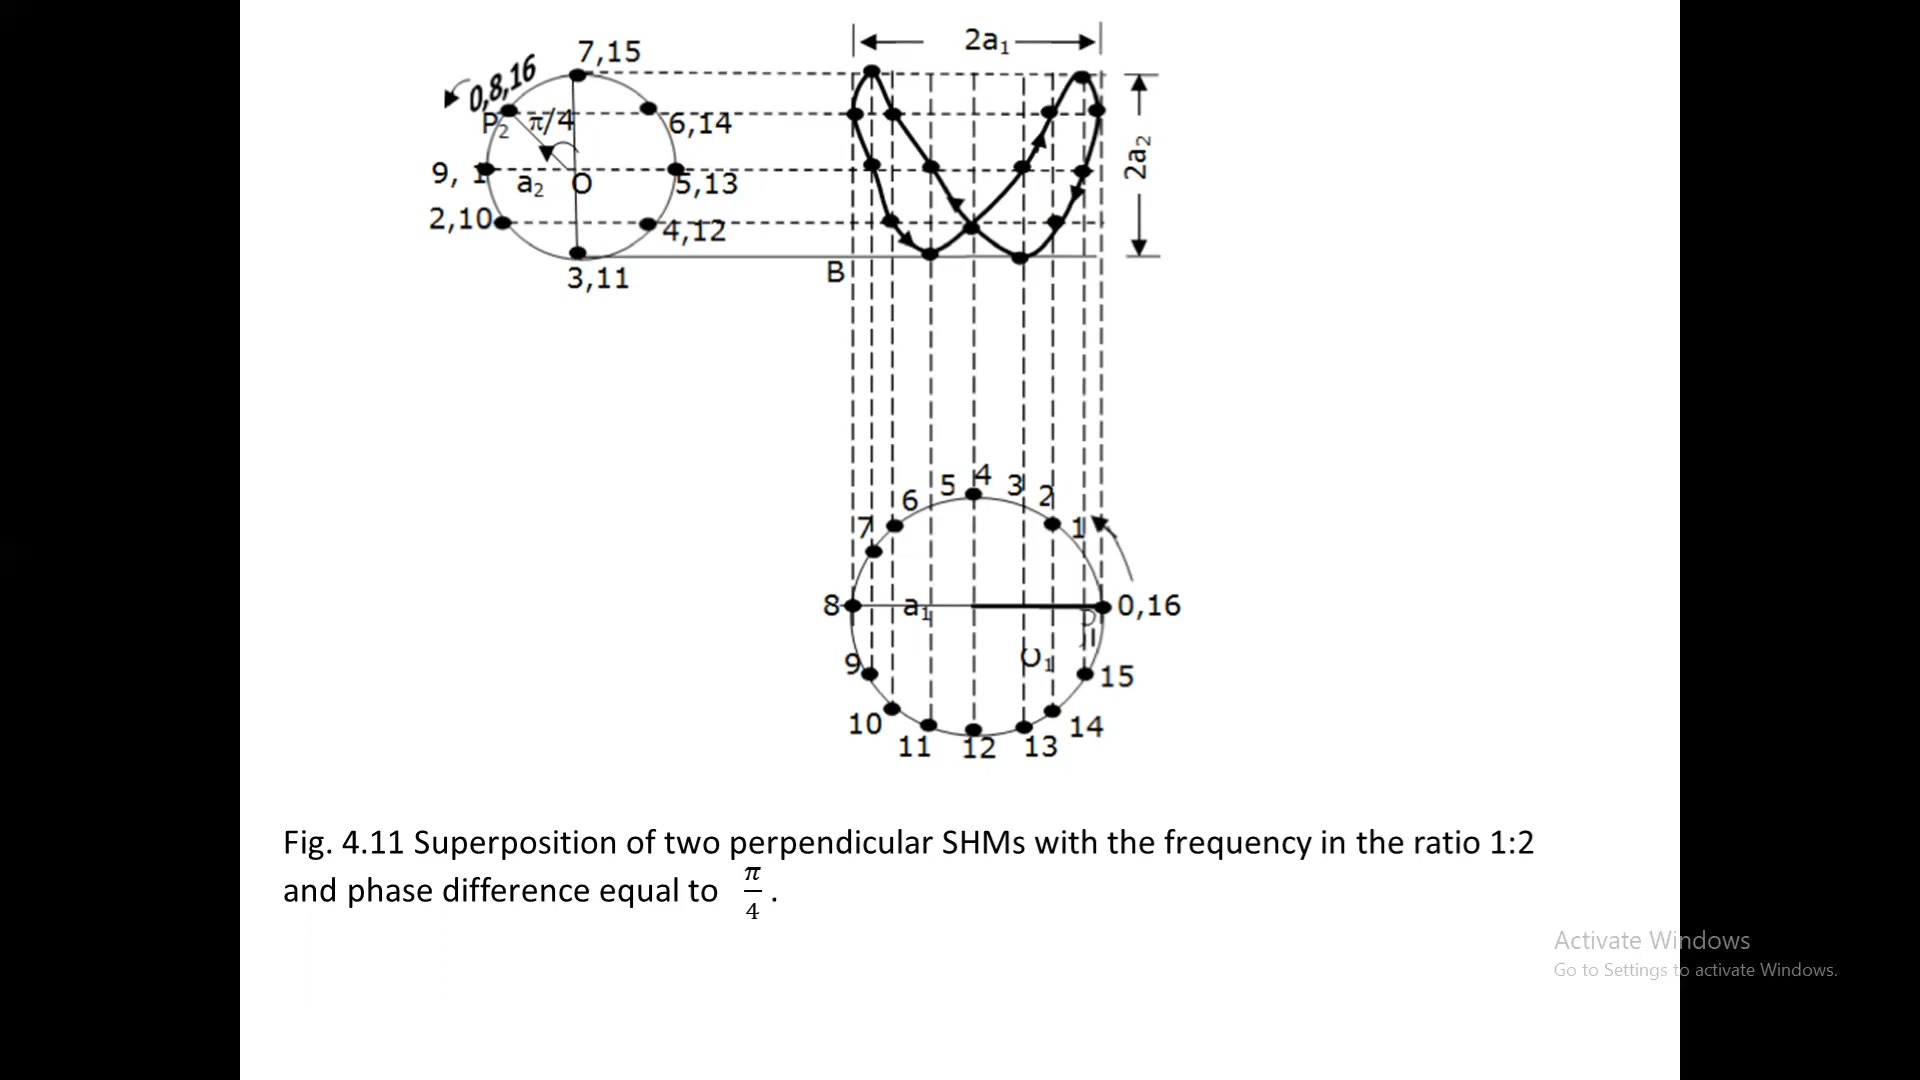 2a₁
7,15
0,8,16
P₂ π/4
6,14
2a₂
9, 1
a₂ O
5,13
2,10
4,12
3,11
B
4
5 3
6 2
7 1
8 a₁ 0,16
P₁
O₁
9 15
10 14
11 12 13
Fig. 4.11 Superposition of two perpendicular SHMs with the frequency in the ratio 1:2
and phase difference equal to π/4 .
Activate Windows
Go to Settings to activate Windows.